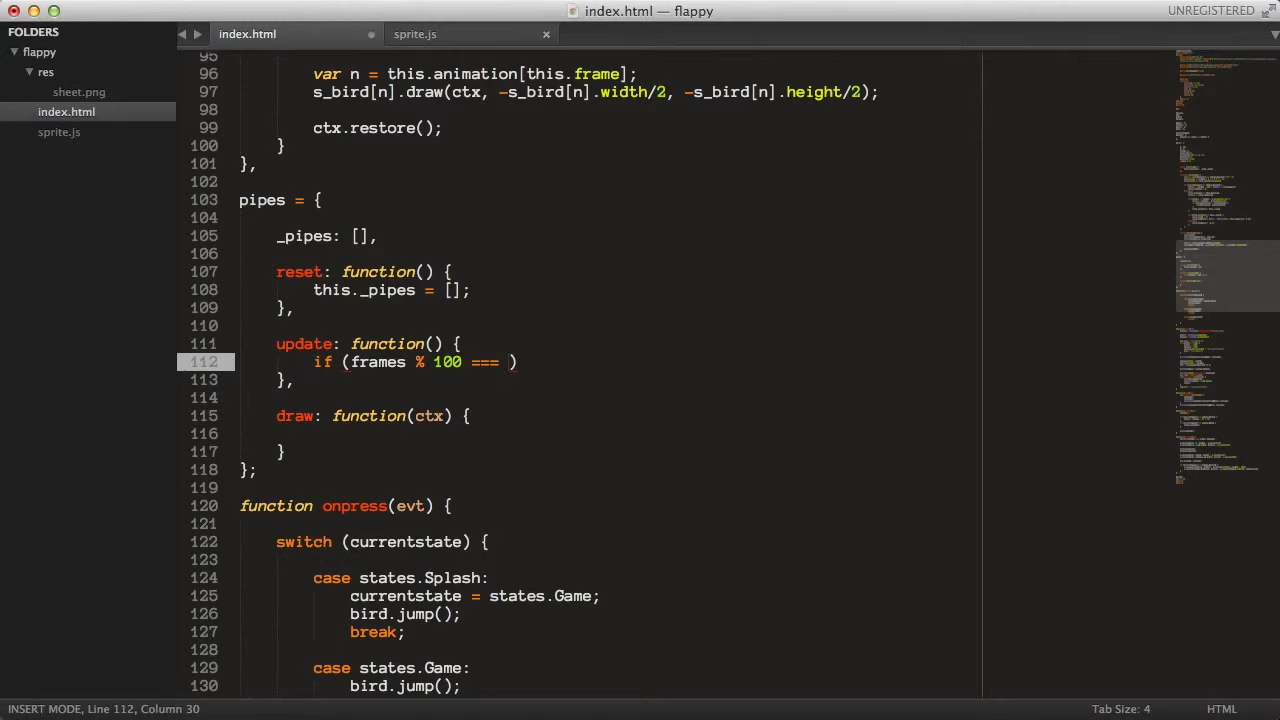 index.html — flappy
UNREGISTERED
FOLDERS
flappy
res
sheet.png
index.html
sprite.js
index.html
sprite.js
95
96 var n = this.animation[this.frame];
97 s_bird[n].draw(ctx, -s_bird[n].width/2, -s_bird[n].height/2);
98
99 ctx.restore();
100 }
101 },
102
103 pipes = {
104
105 _pipes: [],
106
107 reset: function() {
108 this._pipes = [];
109 },
110
111 update: function() {
112 if (frames % 100 === )
113 },
114
115 draw: function(ctx) {
116
117 }
118 };
119
120 function onpress(evt) {
121
122 switch (currentstate) {
123
124 case states.Splash:
125 currentstate = states.Game;
126 bird.jump();
127 break;
128
129 case states.Game:
130 bird.jump();
INSERT MODE, Line 112, Column 30
Tab Size: 4
HTML